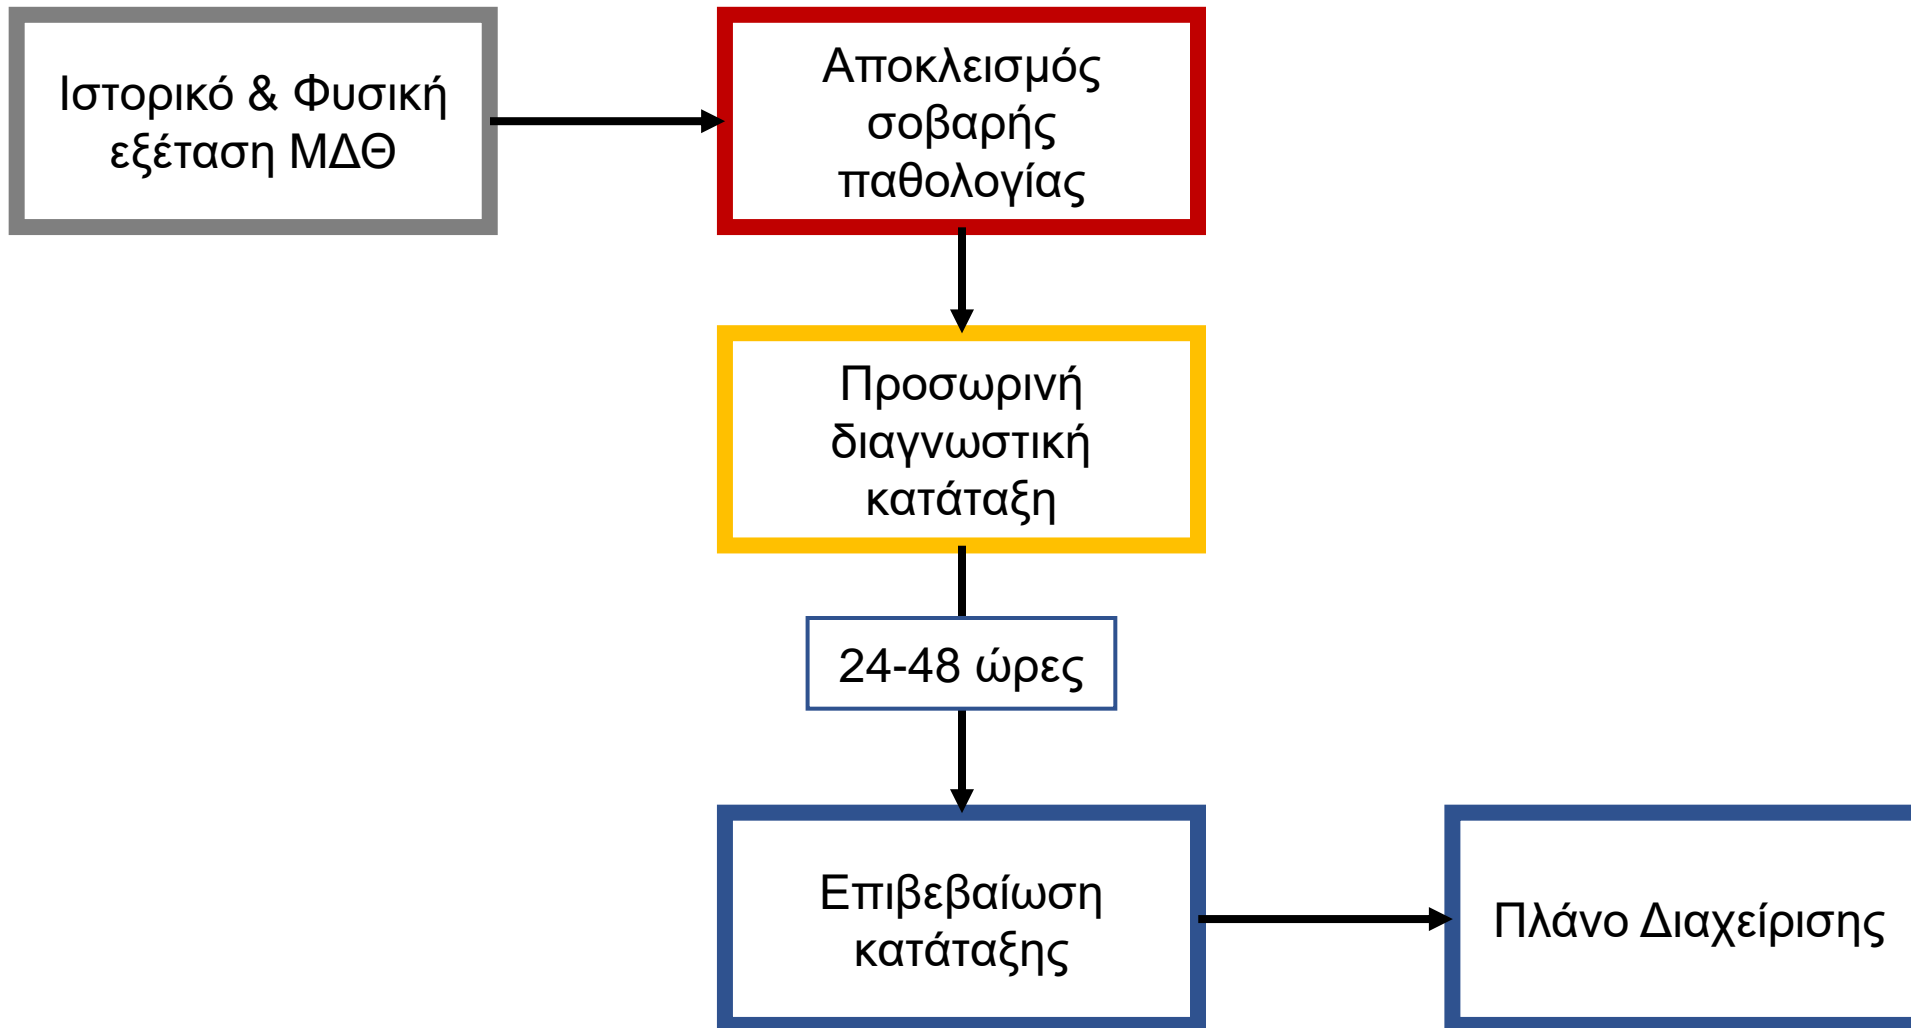 Ιστορικό & Φυσική
εξέταση ΜΔΘ
Αποκλεισμός
σοβαρής
παθολογίας
Προσωρινή
διαγνωστική
κατάταξη
24-48 ώρες
Επιβεβαίωση
κατάταξης
Πλάνο Διαχείρισης